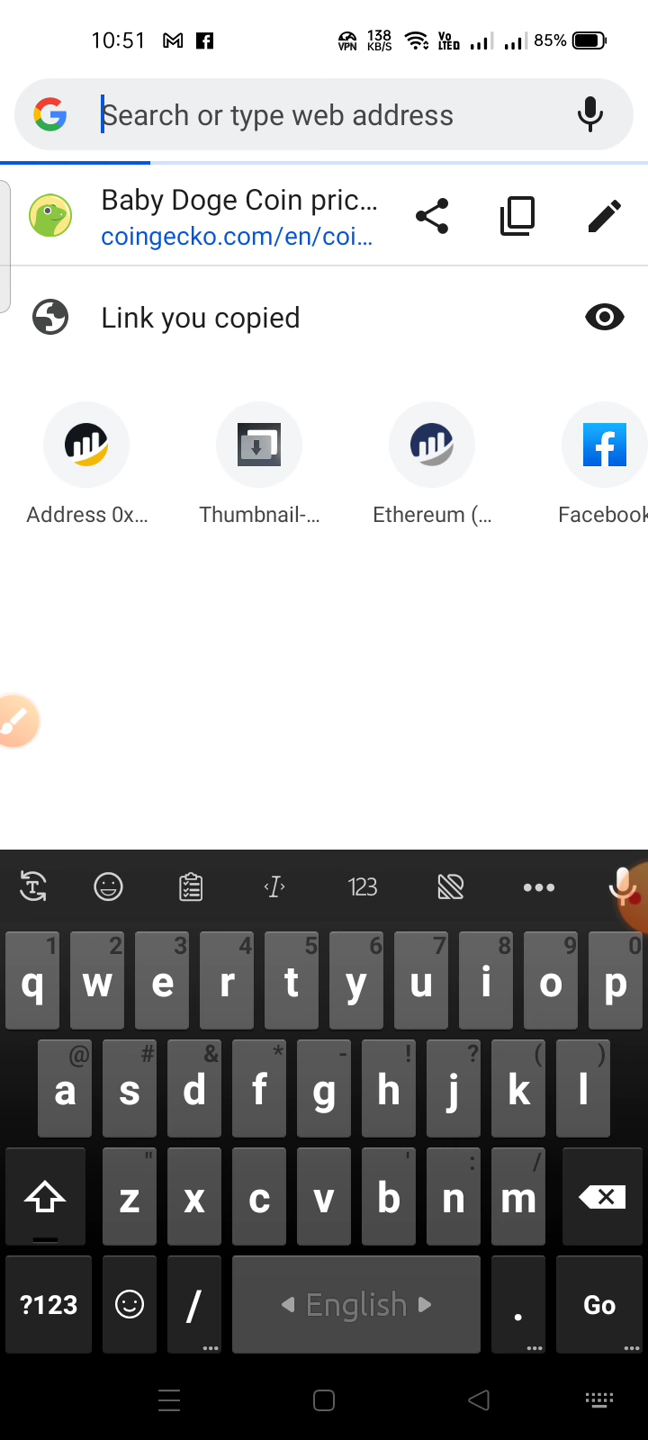 10:51 VPN 138 KB/S Vo LTED 85%
Search or type web address
Baby Doge Coin pric...
coingecko.com/en/coi...
Link you copied
Address 0x... Thumbnail-... Ethereum (... Facebook
T 123
1 2 3 4 5 6 7 8 9 0
q w e r t y u i o p
@ # & * - ! ? ( )
a s d f g h j k l
" ' : /
z x c v b n m
?123 / English . Go